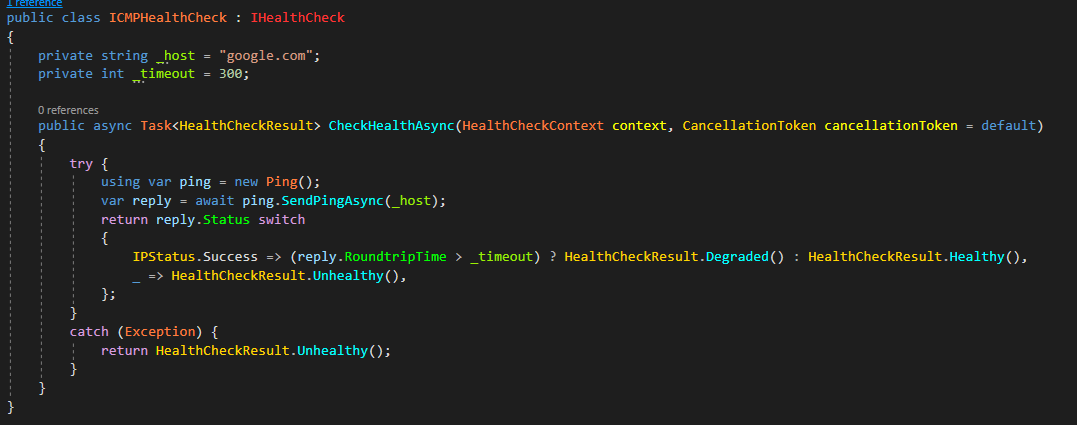 1 reference
public class ICMPHealthCheck : IHealthCheck
{
    private string _host = "google.com";
    private int _timeout = 300;
    0 references
    public async Task<HealthCheckResult> CheckHealthAsync(HealthCheckContext context, CancellationToken cancellationToken = default)
    {
        try {
            using var ping = new Ping();
            var reply = await ping.SendPingAsync(_host);
            return reply.Status switch
            {
                IPStatus.Success => (reply.RoundtripTime > _timeout) ? HealthCheckResult.Degraded() : HealthCheckResult.Healthy(),
                _ => HealthCheckResult.Unhealthy(),
            };
        }
        catch (Exception) {
            return HealthCheckResult.Unhealthy();
        }
    }
}